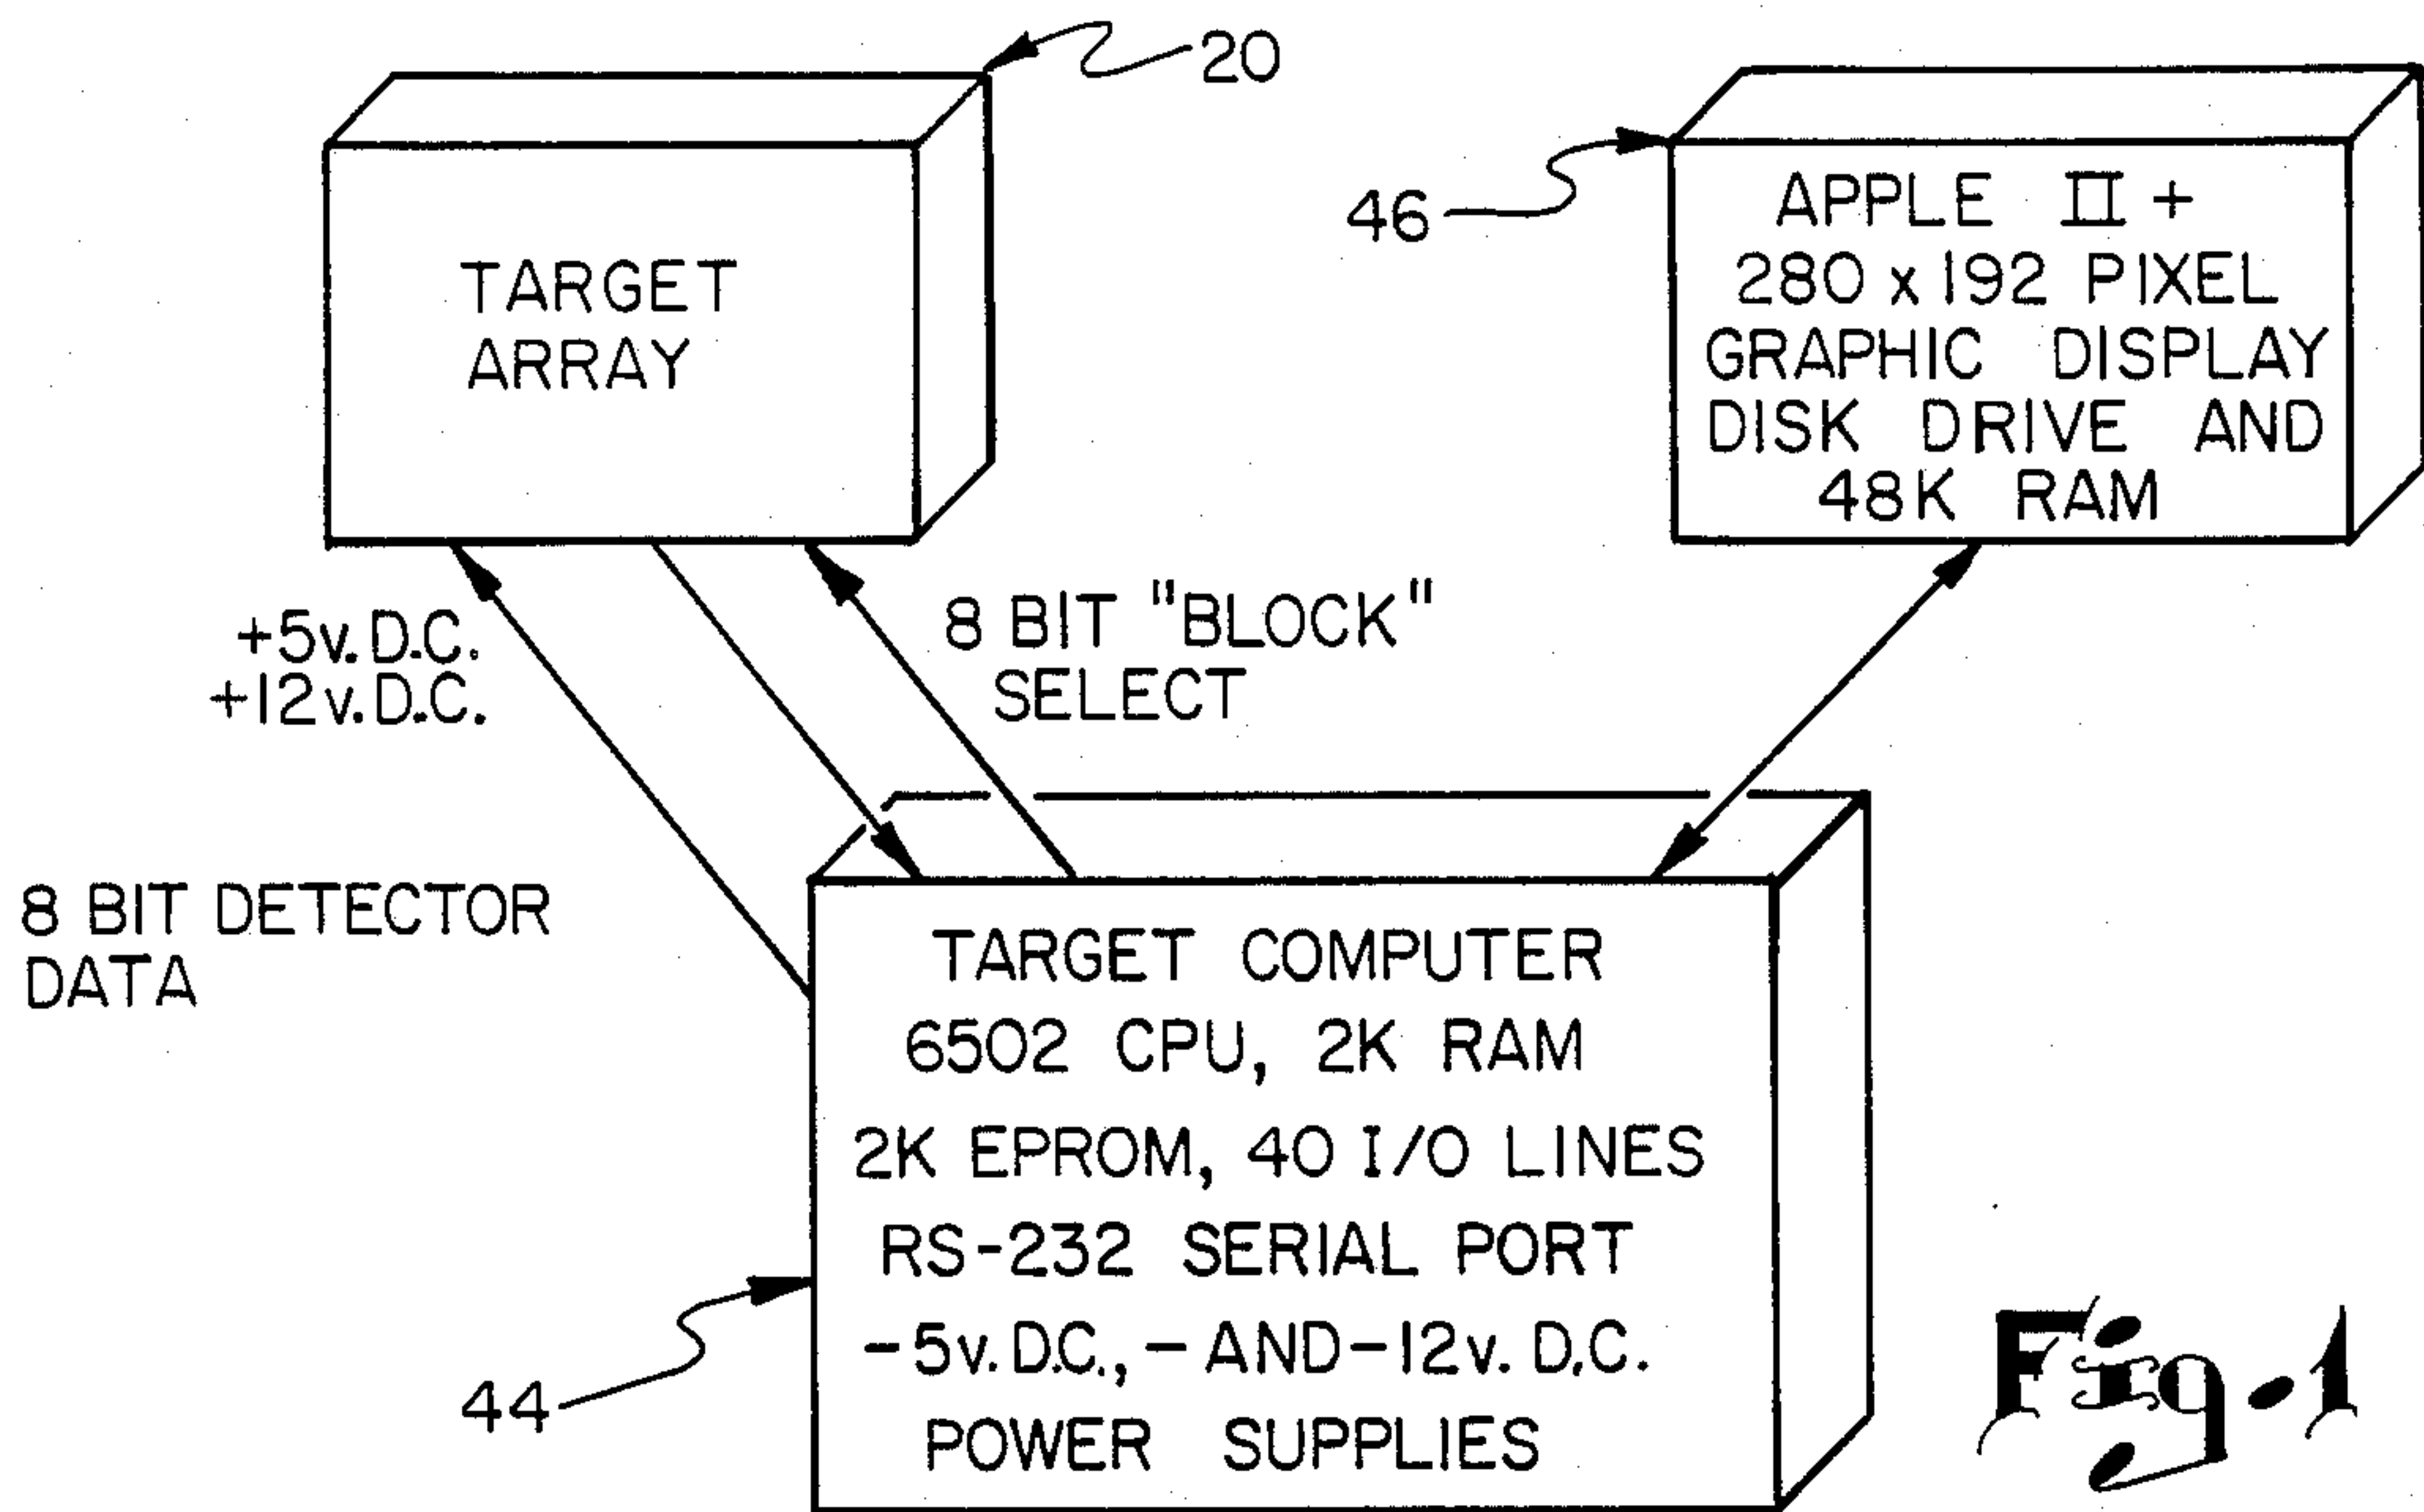 20
TARGET
ARRAY
46
APPLE II +
280 x 192 PIXEL
GRAPHIC DISPLAY
DISK DRIVE AND
48K RAM
+5v. D.C.
+12v. D.C.
8 BIT "BLOCK"
SELECT
8 BIT DETECTOR
DATA
TARGET COMPUTER
6502 CPU, 2K RAM
2K EPROM, 40 I/O LINES
RS-232 SERIAL PORT
-5v. D.C., - AND -12v. D.C.
POWER SUPPLIES
44
Fig.1